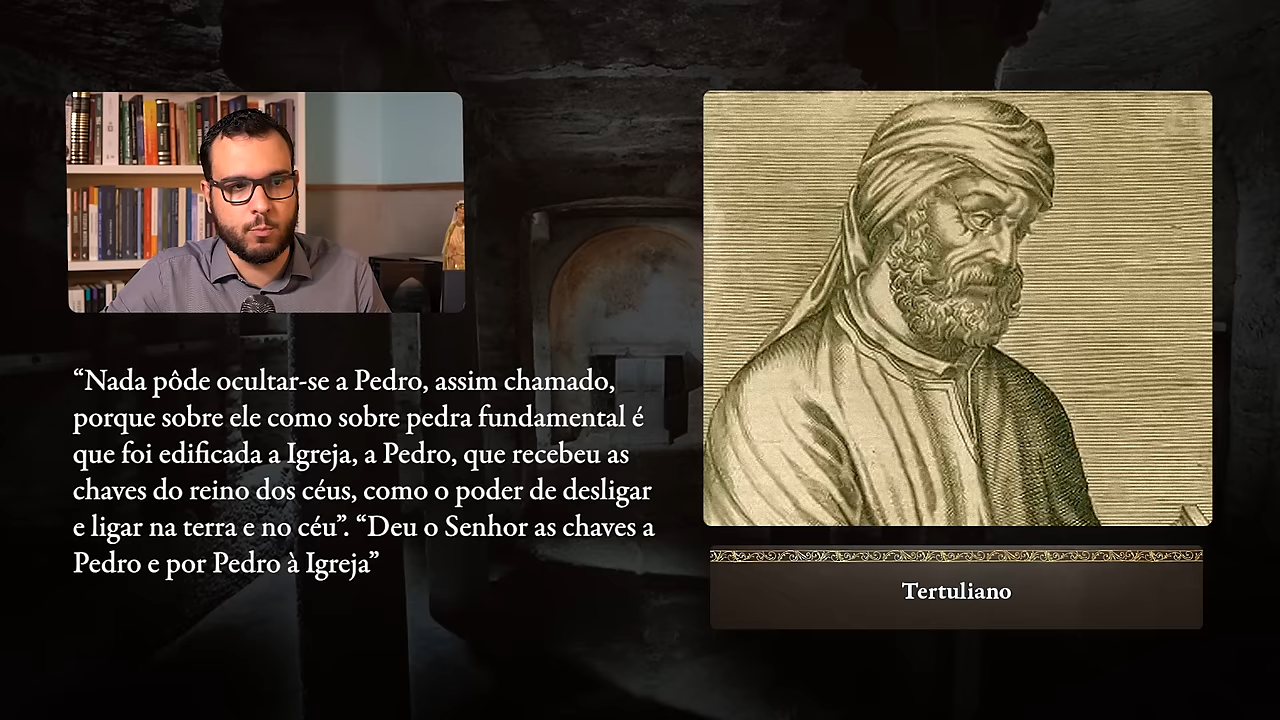 “Nada pôde ocultar-se a Pedro, assim chamado,
porque sobre ele como sobre pedra fundamental é
que foi edificada a Igreja, a Pedro, que recebeu as
chaves do reino dos céus, como o poder de desligar
e ligar na terra e no céu”. “Deu o Senhor as chaves a
Pedro e por Pedro à Igreja”
Tertuliano